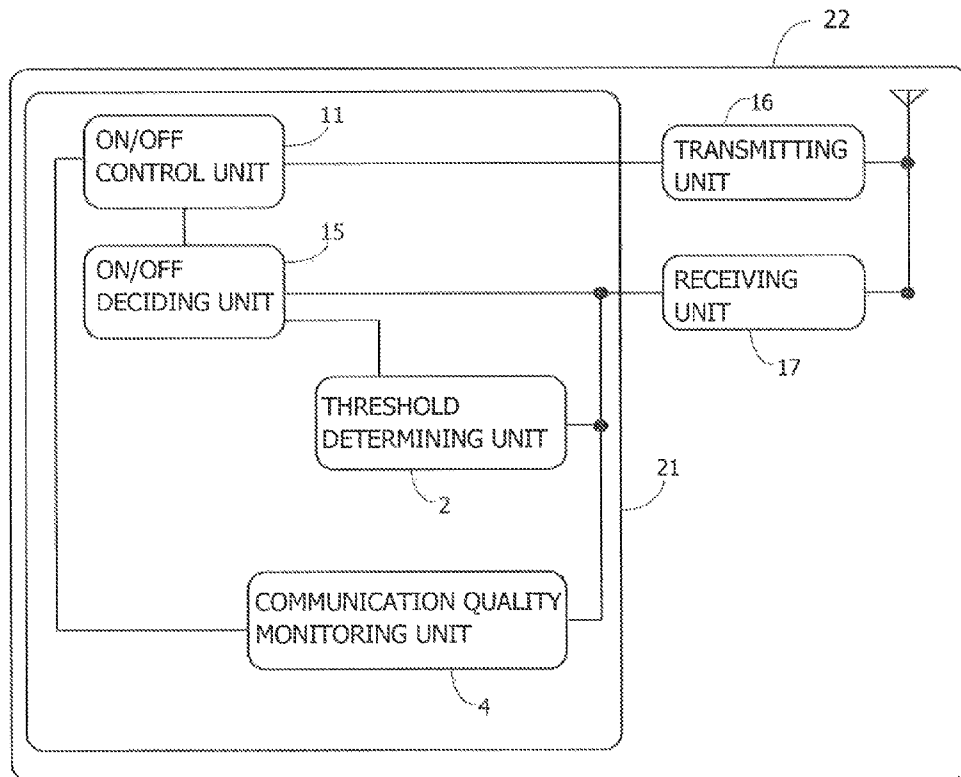 22
11
16
ON/OFF
CONTROL UNIT
TRANSMITTING
UNIT
15
ON/OFF
DECIDING UNIT
RECEIVING
UNIT
17
THRESHOLD
DETERMINING UNIT
21
2
COMMUNICATION QUALITY
MONITORING UNIT
4